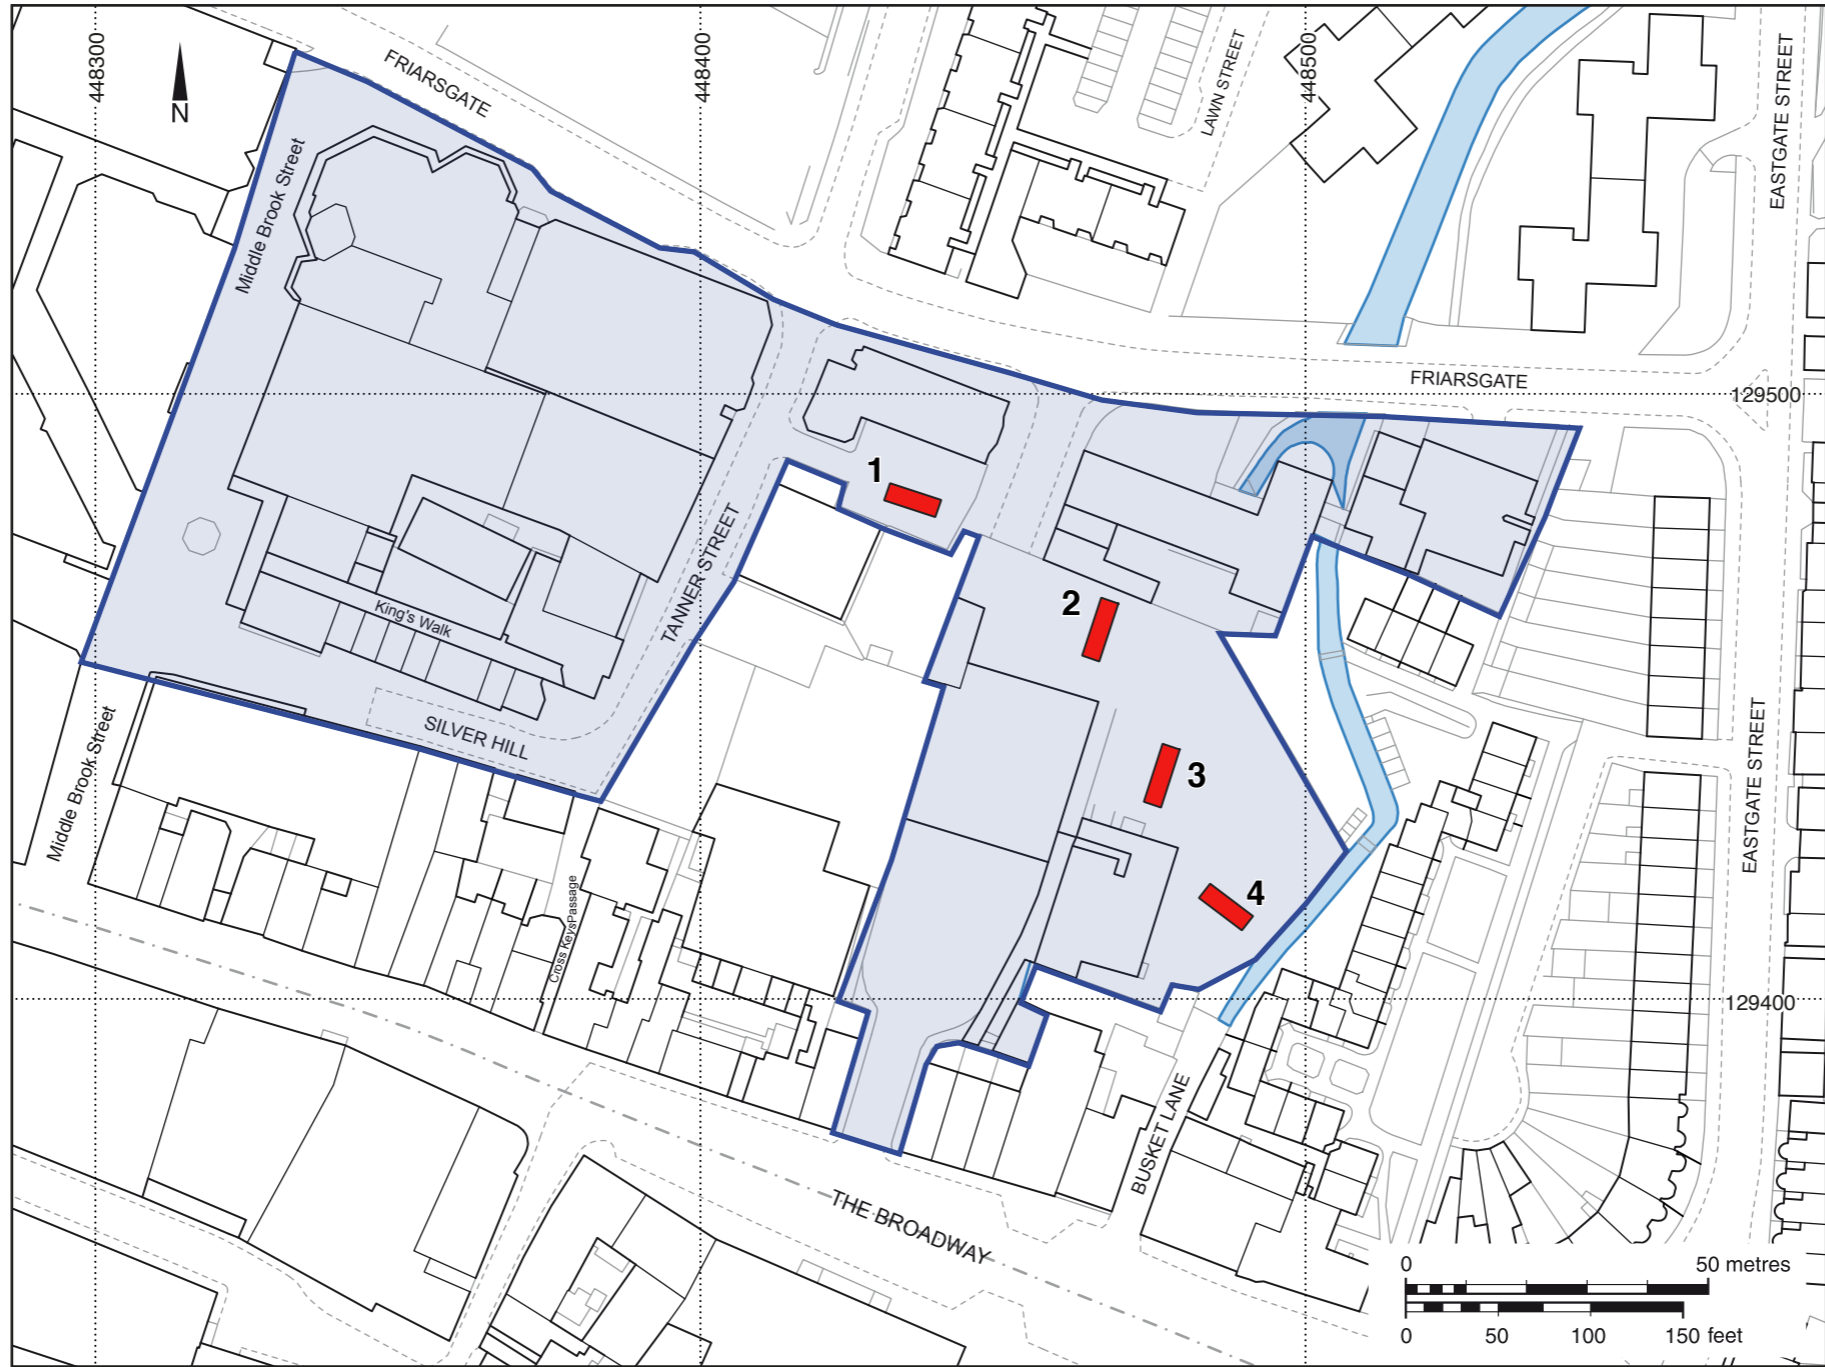 448300
448400
448500
N
FRIARSGATE
LAWN STREET
EASTGATE STREET
Middle Brook Street
FRIARSGATE
129500
1
TANNER STREET
2
King's Walk
SILVER HILL
3
Middle Brook Street
EASTGATE STREET
4
Cross Keys Passage
129400
BUSKET LANE
THE BROADWAY
0 50 metres
0 50 100 150 feet